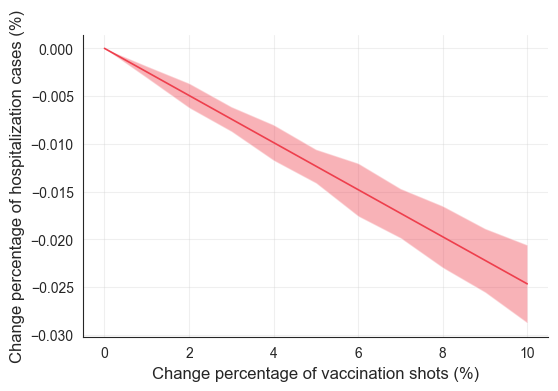 Change percentage of hospitalization cases (%)
0.000
−0.005
−0.010
−0.015
−0.020
−0.025
−0.030
0 2 4 6 8 10
Change percentage of vaccination shots (%)